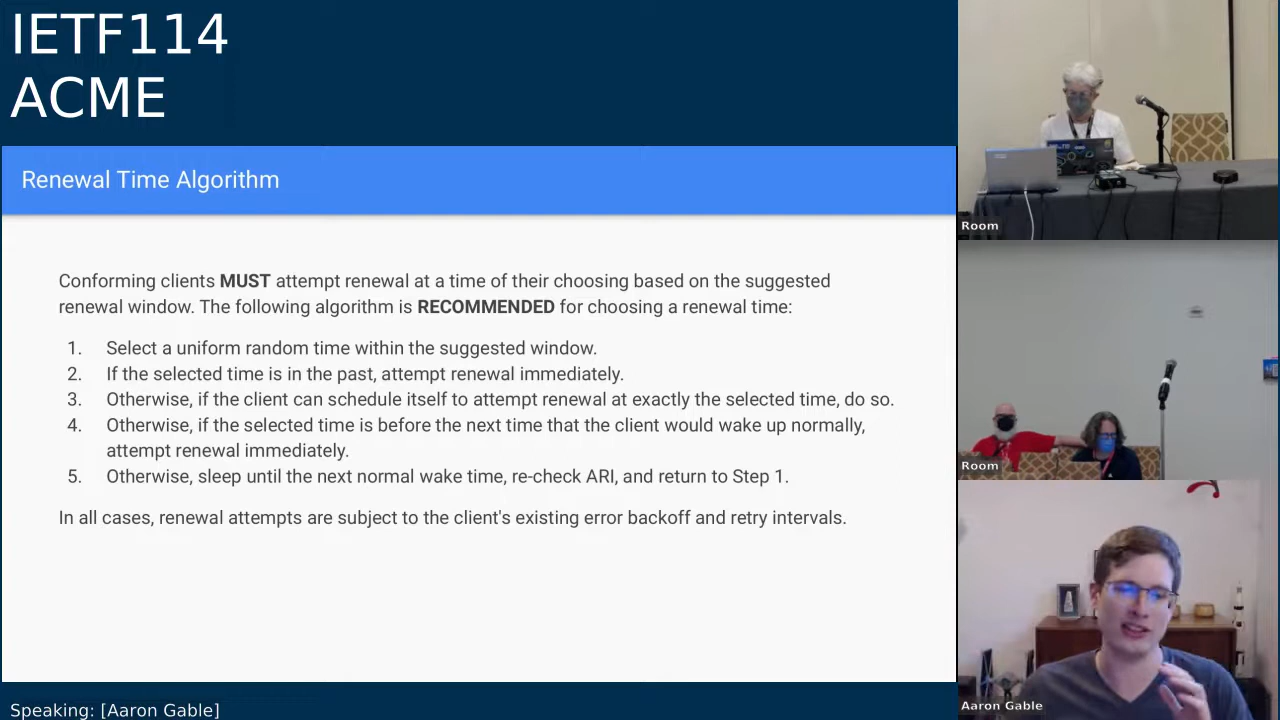 IETF114
ACME
Renewal Time Algorithm
Conforming clients MUST attempt renewal at a time of their choosing based on the suggested
renewal window. The following algorithm is RECOMMENDED for choosing a renewal time:
1. Select a uniform random time within the suggested window.
2. If the selected time is in the past, attempt renewal immediately.
3. Otherwise, if the client can schedule itself to attempt renewal at exactly the selected time, do so.
4. Otherwise, if the selected time is before the next time that the client would wake up normally,
attempt renewal immediately.
5. Otherwise, sleep until the next normal wake time, re-check ARI, and return to Step 1.
In all cases, renewal attempts are subject to the client's existing error backoff and retry intervals.
Speaking: [Aaron Gable]
Room
Room
Aaron Gable